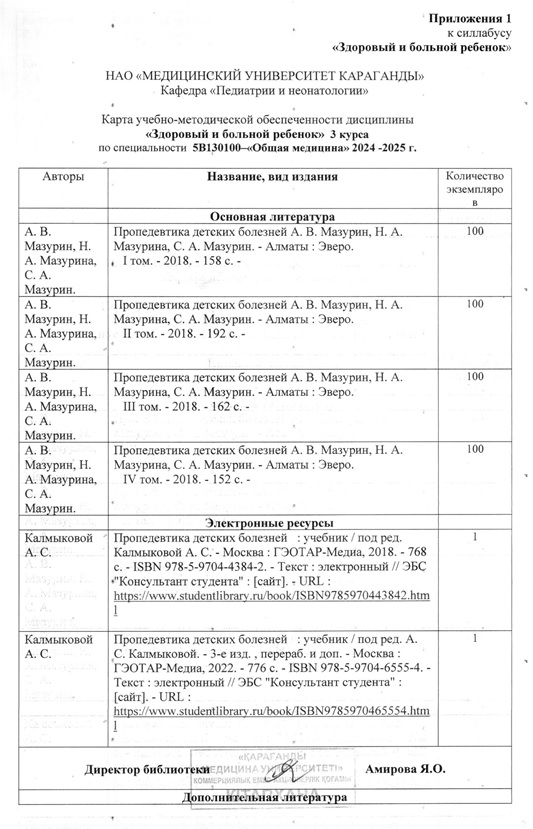 Приложения 1
к силлабусу
«Здоровый и больной ребенок»
НАО «МЕДИЦИНСКИЙ УНИВЕРСИТЕТ КАРАГАНДЫ»
Кафедра «Педиатрии и неонатологии»
Карта учебно-методической обеспеченности дисциплины
«Здоровый и больной ребенок» 3 курса
по специальности 5В130100–«Общая медицина» 2024 -2025 г.
Авторы
Название, вид издания
Количество
экземпляро
в
Основная литература
А. В.
Мазурин, Н.
А. Мазурина,
С. А.
Мазурин.
Пропедевтика детских болезней А. В. Мазурин, Н. А.
Мазурина, С. А. Мазурин. - Алматы : Эверо.
I том. - 2018. - 158 с. -
100
А. В.
Мазурин, Н.
А. Мазурина,
С. А.
Мазурин.
Пропедевтика детских болезней А. В. Мазурин, Н. А.
Мазурина, С. А. Мазурин. - Алматы : Эверо.
II том. - 2018. - 192 с. -
100
А. В.
Мазурин, Н.
А. Мазурина,
С. А.
Мазурин.
Пропедевтика детских болезней А. В. Мазурин, Н. А.
Мазурина, С. А. Мазурин. - Алматы : Эверо.
III том. - 2018. - 162 с. -
100
А. В.
Мазурин, Н.
А. Мазурина,
С. А.
Мазурин.
Пропедевтика детских болезней А. В. Мазурин, Н. А.
Мазурина, С. А. Мазурин. - Алматы : Эверо.
IV том. - 2018. - 152 с. -
100
Электронные ресурсы
Калмыковой
А. С.
Пропедевтика детских болезней : учебник / под ред.
Калмыковой А. С. - Москва : ГЭОТАР-Медиа, 2018. - 768
с. - ISBN 978-5-9704-4384-2. - Текст : электронный // ЭБС
"Консультант студента" : [сайт]. - URL :
https://www.studentlibrary.ru/book/ISBN9785970443842.htm
l
1
Калмыковой
А. С.
Пропедевтика детских болезней : учебник / под ред. А.
С. Калмыковой. - 3-е изд. , перераб. и доп. - Москва :
ГЭОТАР-Медиа, 2022. - 776 с. - ISBN 978-5-9704-6555-4. -
Текст : электронный // ЭБС "Консультант студента" :
[сайт]. - URL :
https://www.studentlibrary.ru/book/ISBN9785970465554.htm
l
1
«ҚАРАҒАНДЫ
МЕДИЦИНА УНИВЕРСИТЕТІ»
КОММЕРЦИЯЛЫҚ ЕМЕС АКЦИОНЕРЛІК ҚОҒАМЫ
КІТАПХАНА
Директор библиотеки
Амирова Я.О.
Дополнительная литература